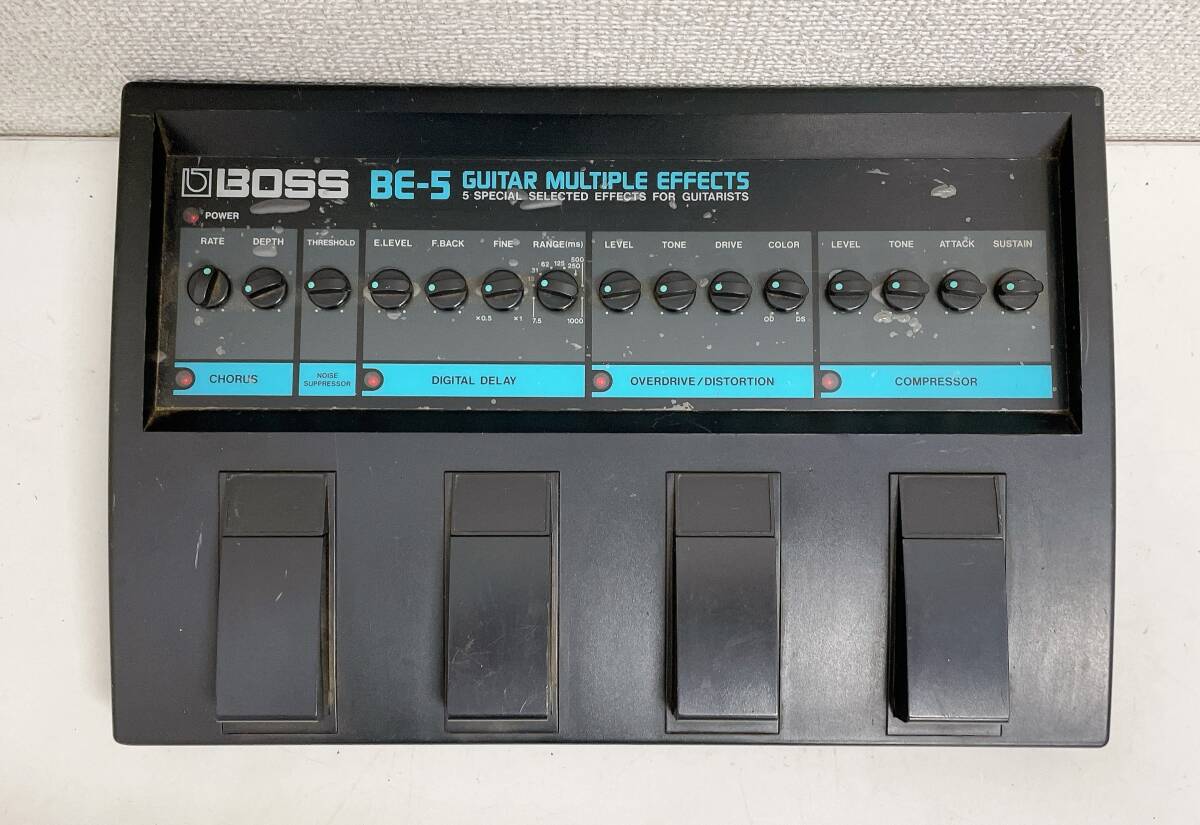 BOSS BE-5 GUITAR MULTIPLE EFFECTS
5 SPECIAL SELECTED EFFECTS FOR GUITARISTS
POWER
RATE DEPTH THRESHOLD E.LEVEL F.BACK FINE RANGE(ms) LEVEL TONE DRIVE COLOR LEVEL TONE ATTACK SUSTAIN
31 62 125 250 500
×0.5 ×1 7.5 1000 OD DS
CHORUS
NOISE
SUPPRESSOR
DIGITAL DELAY
OVERDRIVE/DISTORTION
COMPRESSOR